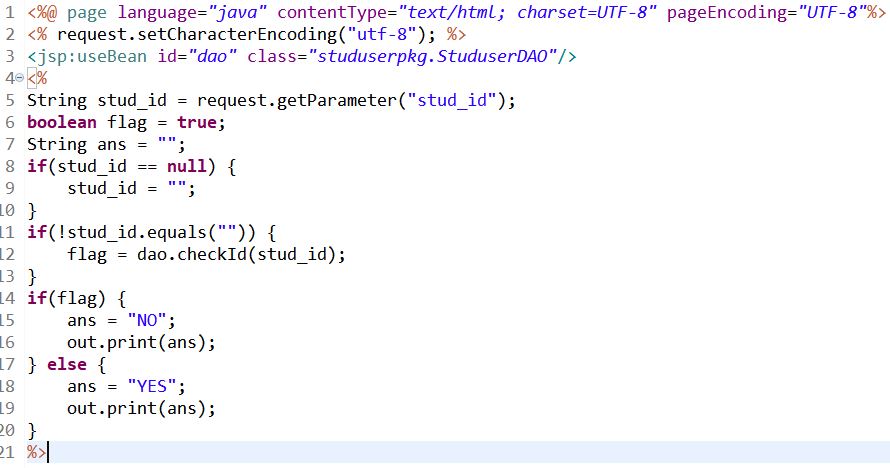 1 <%@ page language="java" contentType="text/html; charset=UTF-8" pageEncoding="UTF-8"%>
2 <% request.setCharacterEncoding("utf-8"); %>
3 <jsp:useBean id="dao" class="studuserpkg.StuduserDAO"/>
4 <%
5 String stud_id = request.getParameter("stud_id");
6 boolean flag = true;
7 String ans = "";
8 if(stud_id == null) {
9     stud_id = "";
10 }
11 if(!stud_id.equals("")) {
12     flag = dao.checkId(stud_id);
13 }
14 if(flag) {
15     ans = "NO";
16     out.print(ans);
17 } else {
18     ans = "YES";
19     out.print(ans);
20 }
21 %>